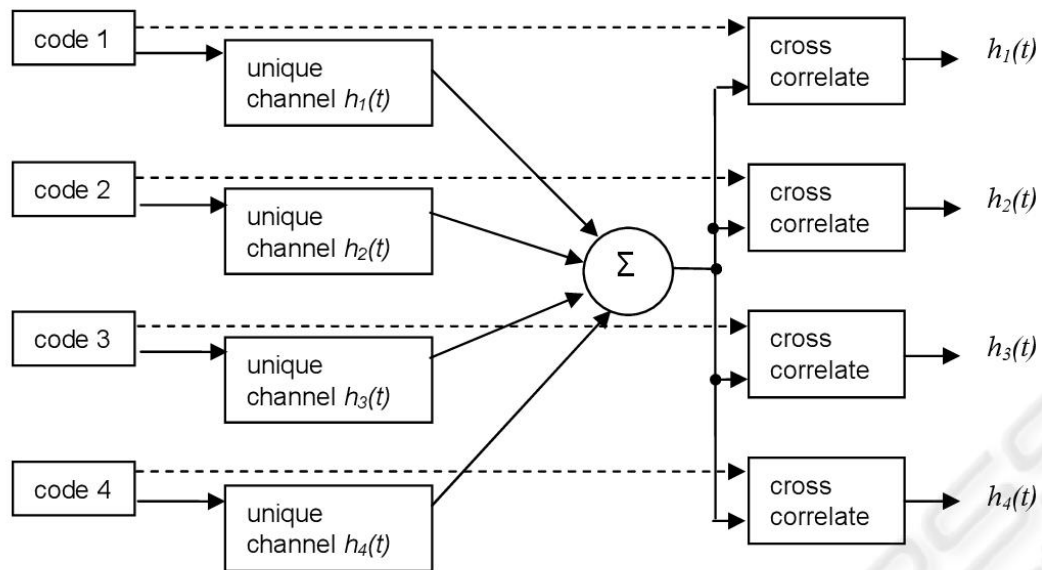 code 1
unique
channel h₁(t)
cross
correlate
h₁(t)
code 2
unique
channel h₂(t)
cross
correlate
h₂(t)
Σ
code 3
unique
channel h₃(t)
cross
correlate
h₃(t)
code 4
unique
channel h₄(t)
cross
correlate
h₄(t)